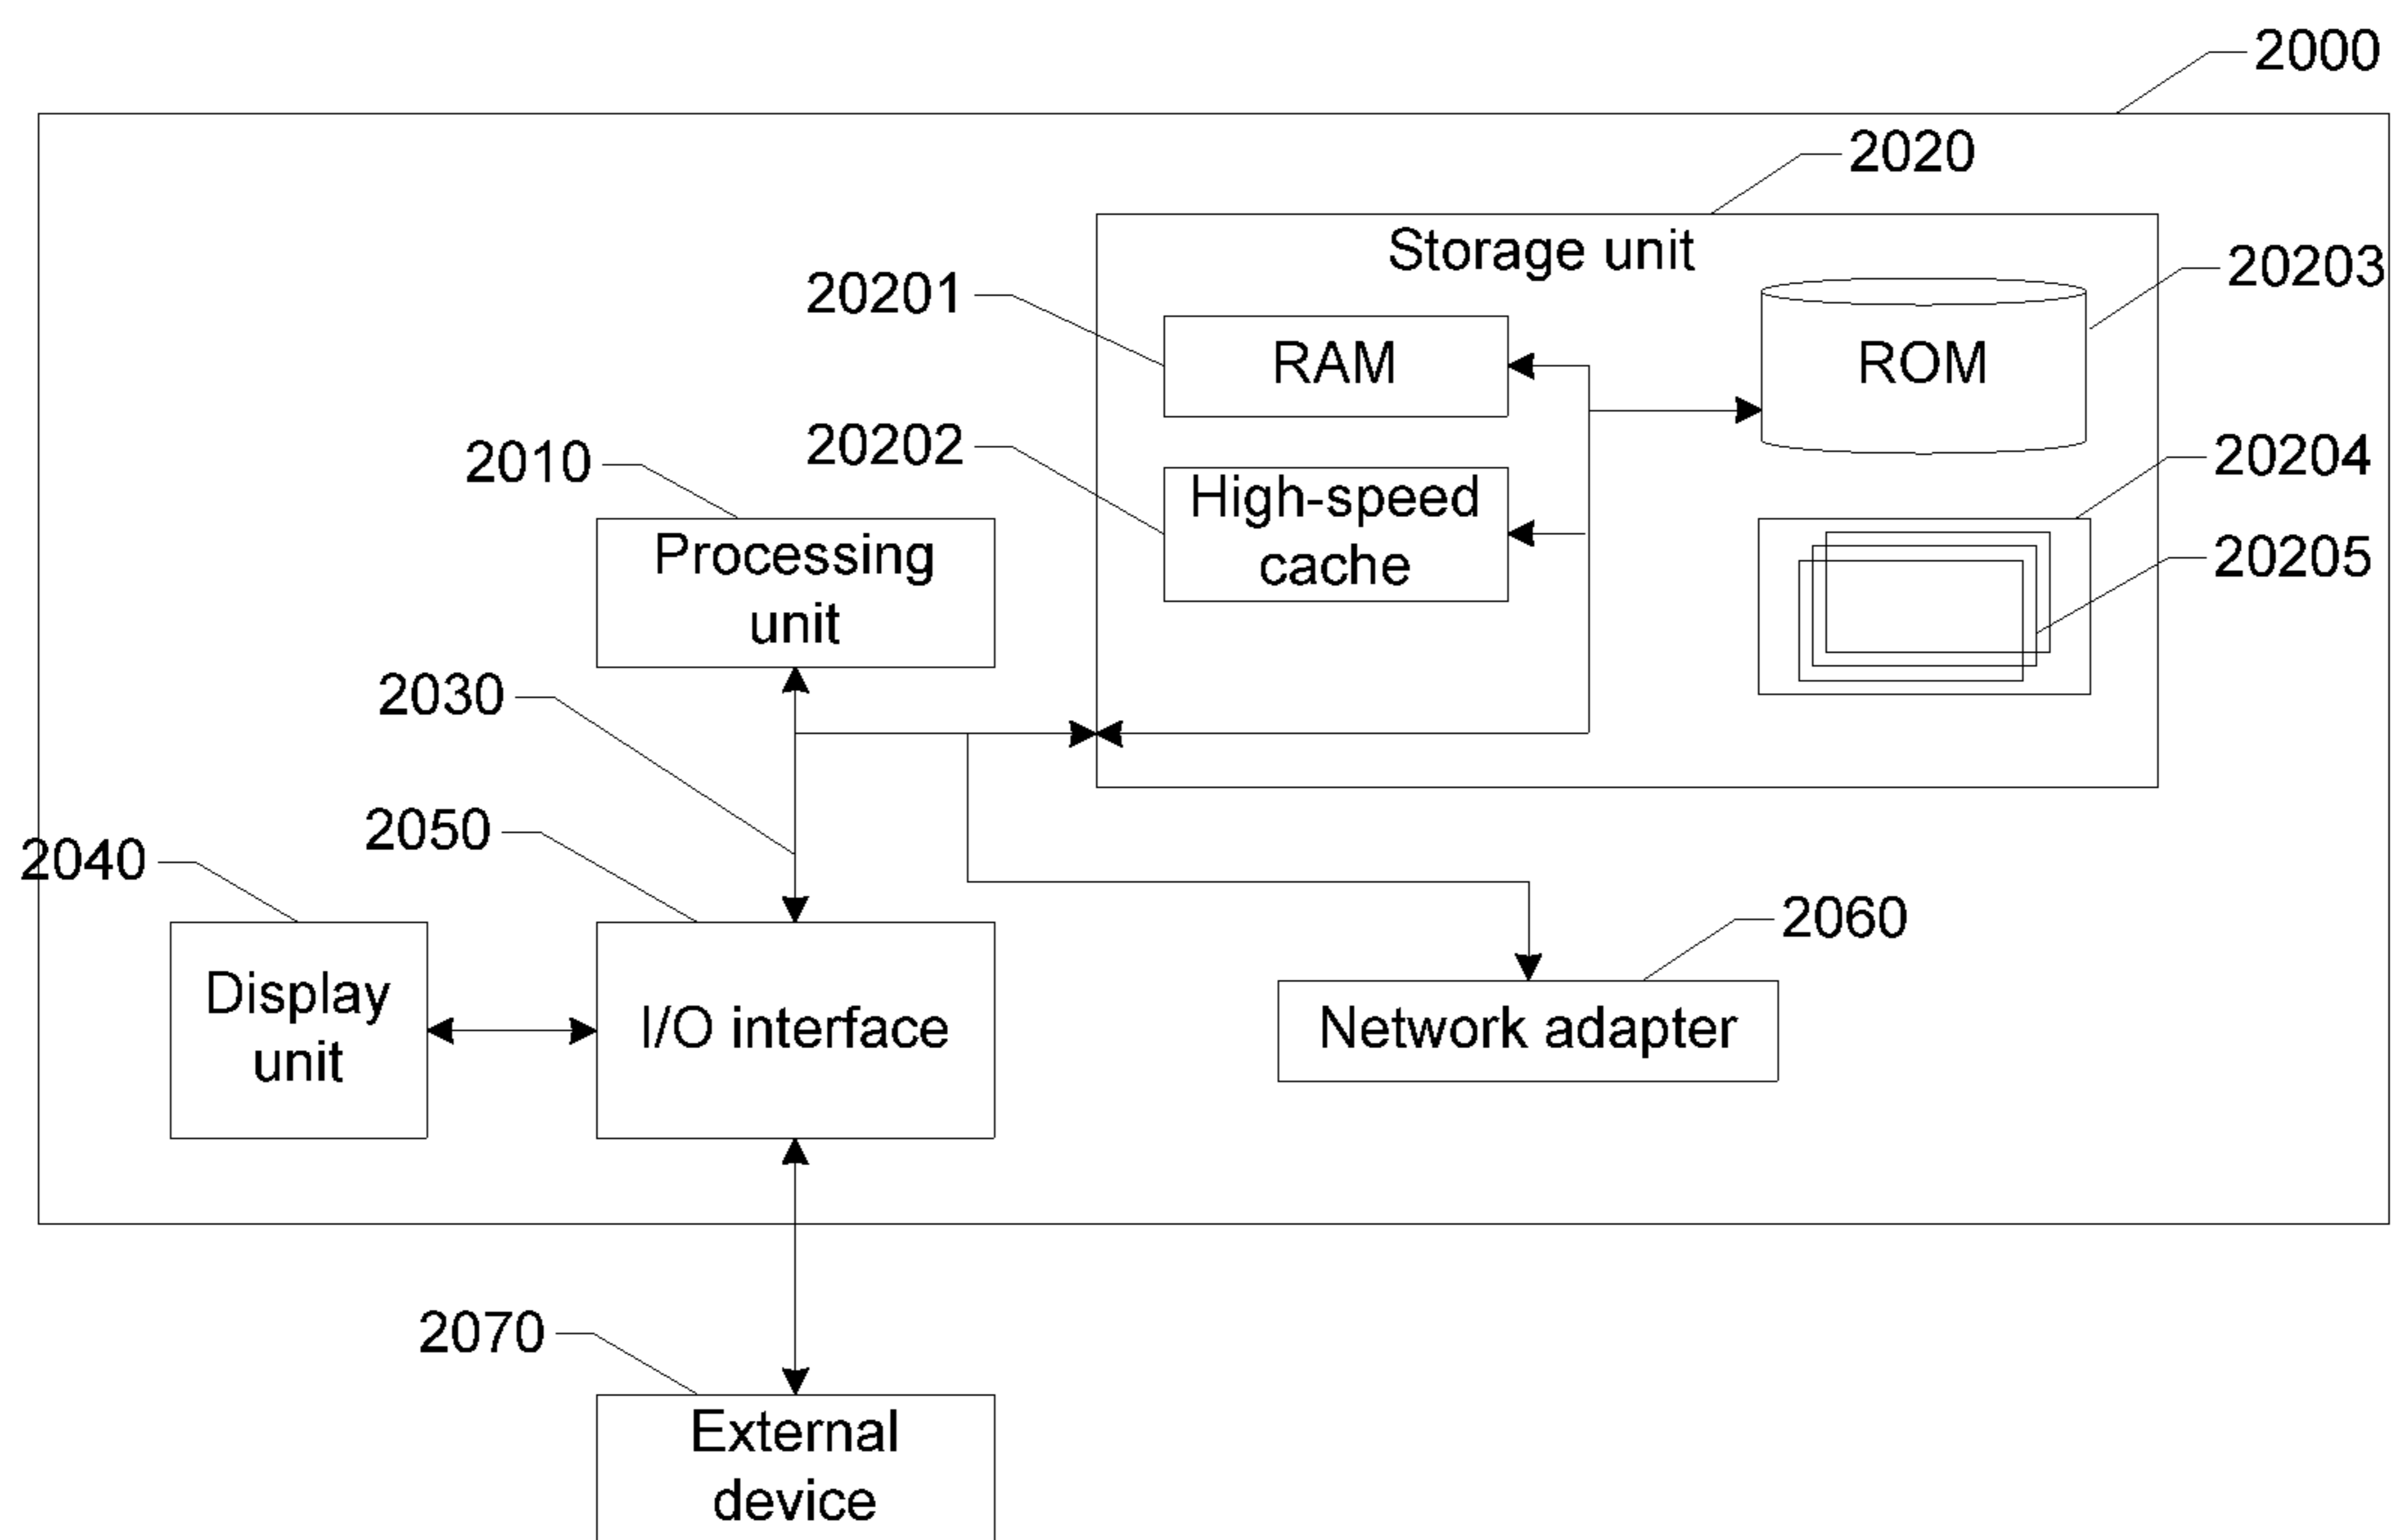 2000
2020
Storage unit
20203
20201
RAM
ROM
20202
High-speed
cache
20204
2010
Processing
unit
20205
2030
2050
2040
2060
Display
unit
I/O interface
Network adapter
2070
External
device